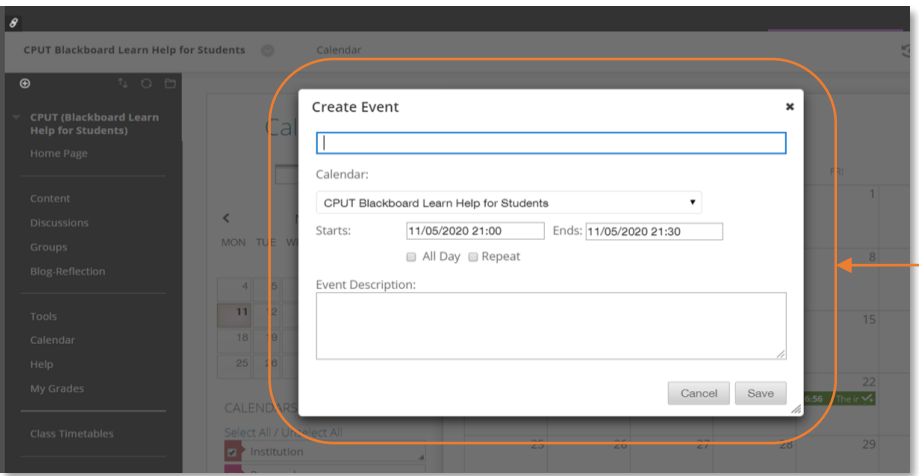 CPUT Blackboard Learn Help for Students
Calendar
CPUT (Blackboard Learn
Help for Students)
Home Page
Content
Discussions
Groups
Blog-Reflection
Tools
Calendar
Help
My Grades
Class Timetables
Create Event
Calendar:
CPUT Blackboard Learn Help for Students
Starts: 11/05/2020 21:00 Ends: 11/05/2020 21:30
All Day Repeat
Event Description:
Cancel Save
Cal
MON TUE
FRI
1
4
8
11 12
15
18 19
25 26
22
6:56
CALENDARS
Select All / Unselect All
Institution
25 26 27 28 29